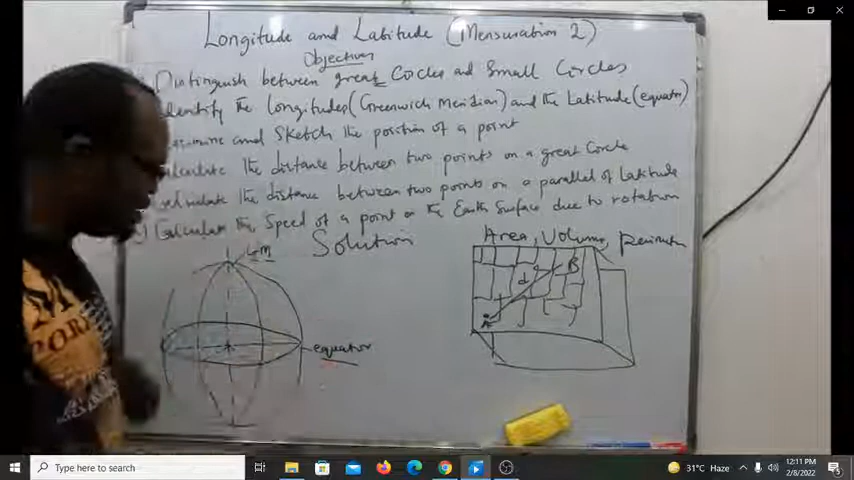 Longitude and Latitude (Mensuration 2)
Objectives
Distinguish between great Circles and Small Circles
Identify the Longitudes (Greenwich Meridian) and the Latitude (equator)
and Sketch the position of a point
Calculate the distance between two points on a great Circle
Calculate the distance between two points on a parallel of Latitude
Calculate the Speed of a point on the Earth Surface due to rotation
Solution
Area, Volume, Perimeter
GM
B
d
A
equator
POR
Type here to search
31°C Haze
12:11 PM
2/8/2022